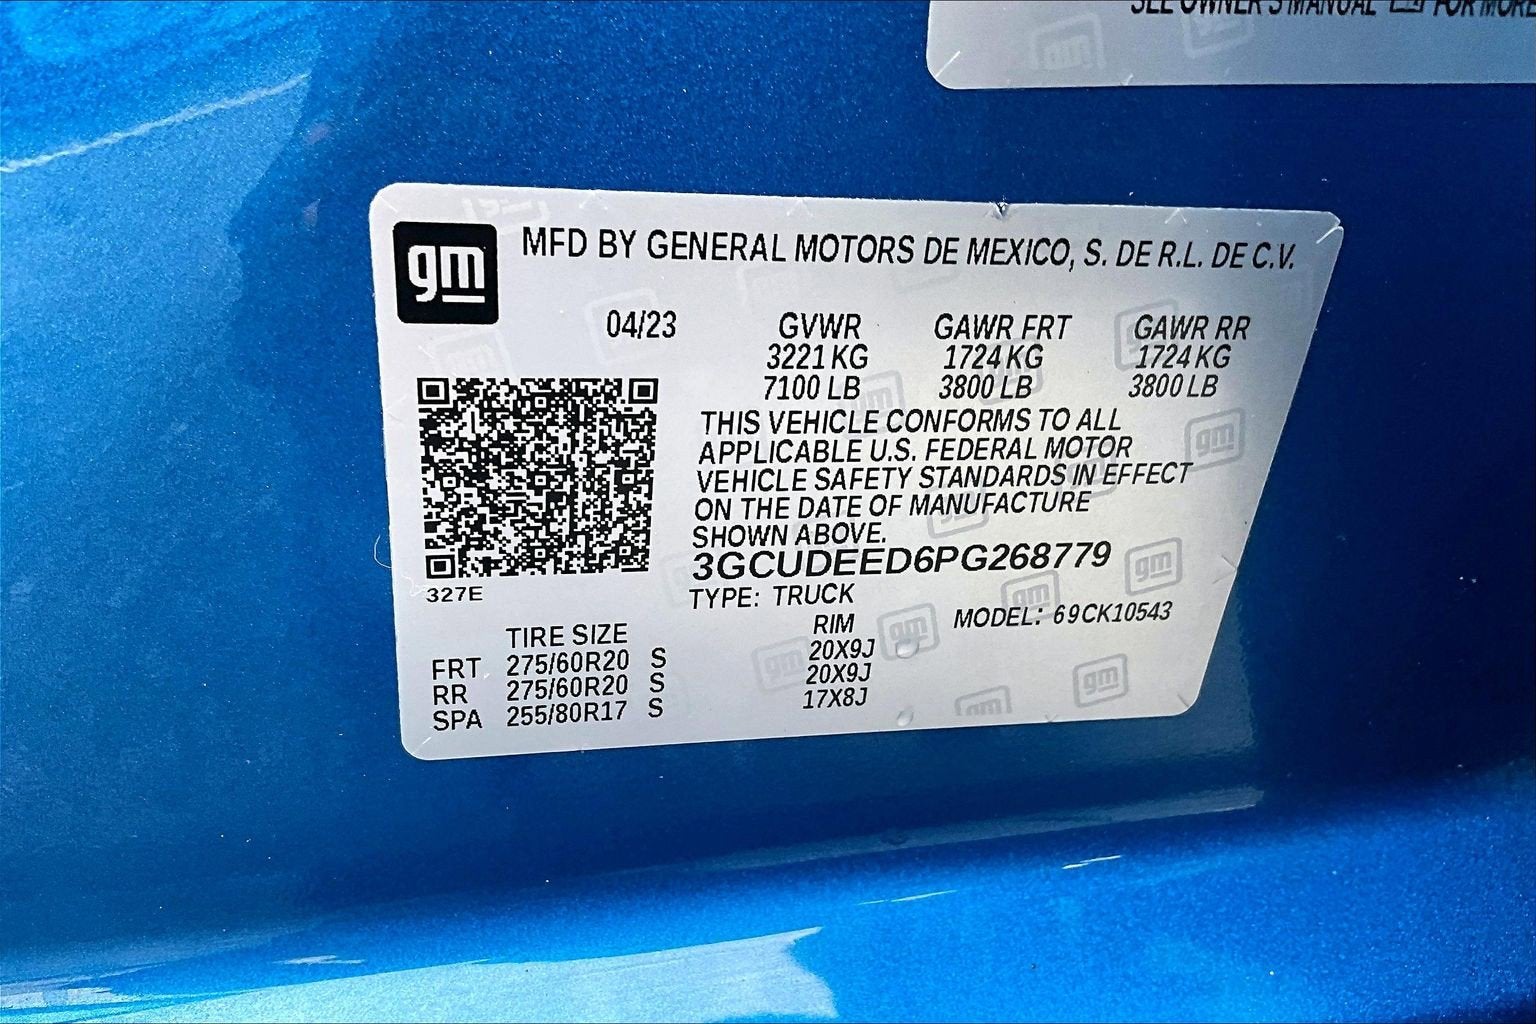 SEE OWNER'S MANUAL FOR MORE
gm
MFD BY GENERAL MOTORS DE MEXICO, S. DE R.L. DE C.V.
04/23 GVWR GAWR FRT GAWR RR
3221 KG 1724 KG 1724 KG
7100 LB 3800 LB 3800 LB
THIS VEHICLE CONFORMS TO ALL
APPLICABLE U.S. FEDERAL MOTOR
VEHICLE SAFETY STANDARDS IN EFFECT
ON THE DATE OF MANUFACTURE
SHOWN ABOVE.
3GCUDEED6PG268779
327E
TYPE: TRUCK
MODEL: 69CK10543
TIRE SIZE RIM
FRT 275/60R20 S 20X9J
RR 275/60R20 S 20X9J
SPA 255/80R17 S 17X8J